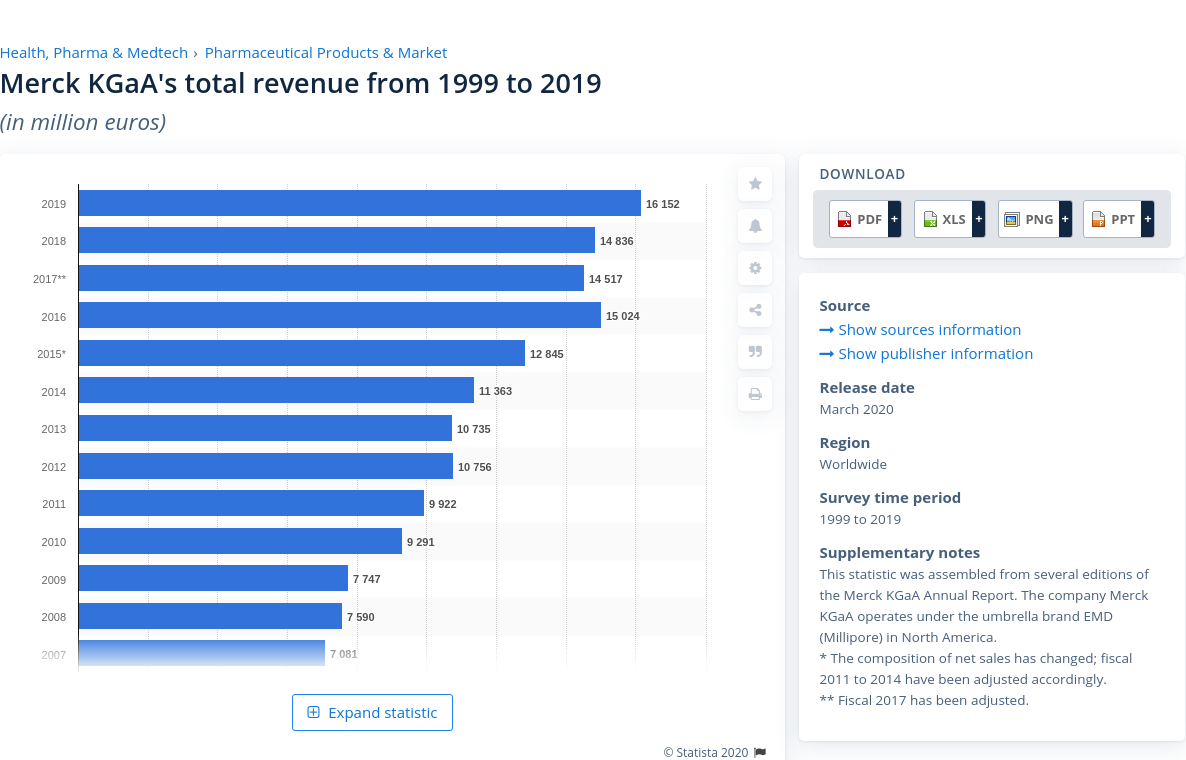 Health, Pharma & Medtech › Pharmaceutical Products & Market
Merck KGaA's total revenue from 1999 to 2019
(in million euros)
2019 16 152
2018 14 836
2017** 14 517
2016 15 024
2015* 12 845
2014 11 363
2013 10 735
2012 10 756
2011 9 922
2010 9 291
2009 7 747
2008 7 590
2007 7 081
Expand statistic
© Statista 2020
DOWNLOAD
PDF + XLS + PNG + PPT +
Source
Show sources information
Show publisher information
Release date
March 2020
Region
Worldwide
Survey time period
1999 to 2019
Supplementary notes
This statistic was assembled from several editions of
the Merck KGaA Annual Report. The company Merck
KGaA operates under the umbrella brand EMD
(Millipore) in North America.
* The composition of net sales has changed; fiscal
2011 to 2014 have been adjusted accordingly.
** Fiscal 2017 has been adjusted.